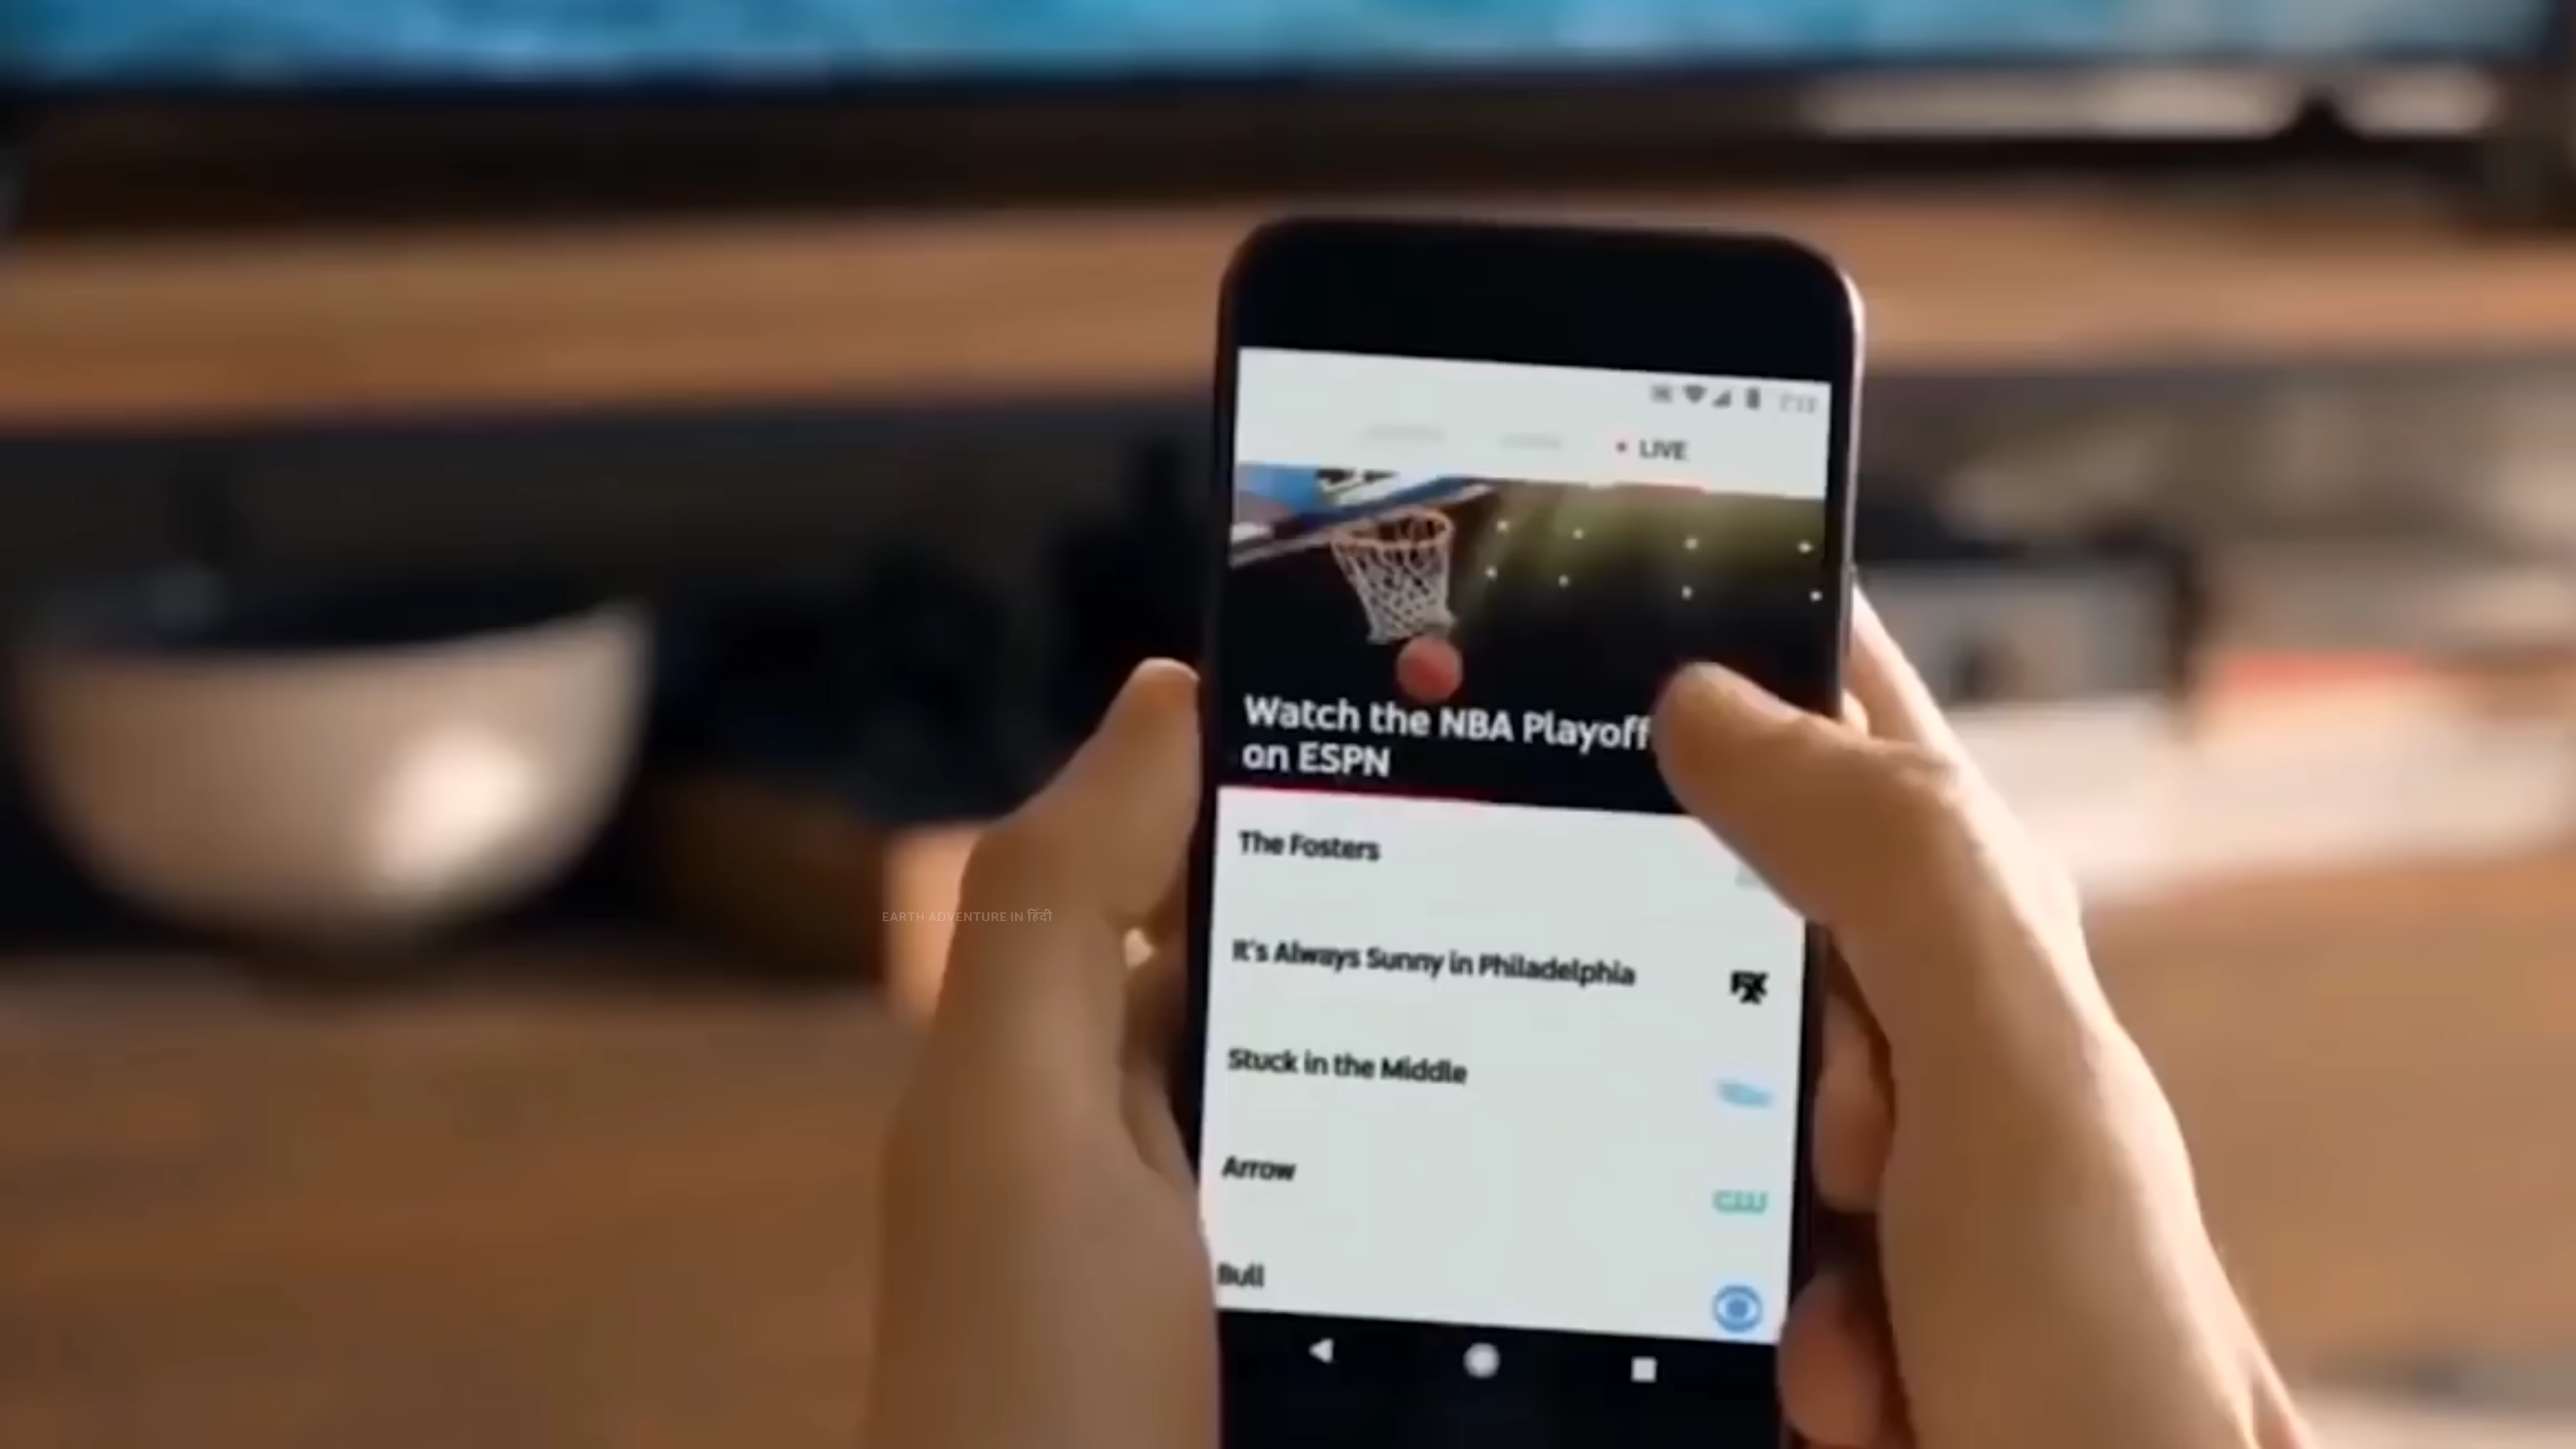 LIVE
Watch the NBA Playoff
on ESPN
The Fosters
EARTH ADVENTURE IN हिंदी
It's Always Sunny in Philadelphia
FXX
Stuck in the Middle
Arrow
CW
Bull